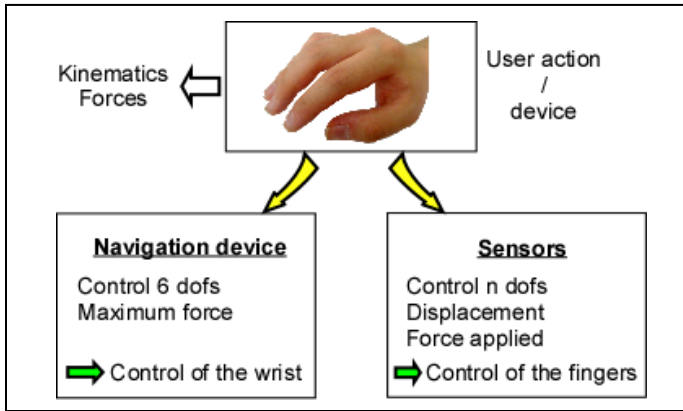 Kinematics
Forces
User action
/
device
Navigation device
Control 6 dofs
Maximum force
Control of the wrist
Sensors
Control n dofs
Displacement
Force applied
Control of the fingers